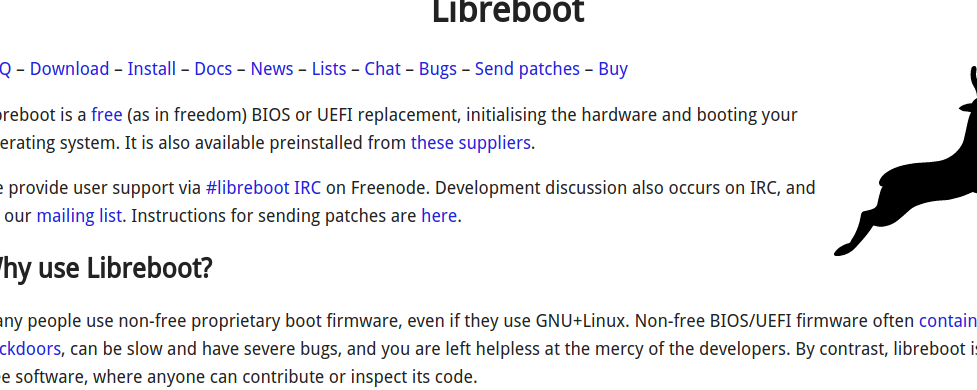 Libreboot
Q – Download – Install – Docs – News – Lists – Chat – Bugs – Send patches – Buy
breboot is a free (as in freedom) BIOS or UEFI replacement, initialising the hardware and booting your
erating system. It is also available preinstalled from these suppliers.
e provide user support via #libreboot IRC on Freenode. Development discussion also occurs on IRC, and
our mailing list. Instructions for sending patches are here.
Why use Libreboot?
any people use non-free proprietary boot firmware, even if they use GNU+Linux. Non-free BIOS/UEFI firmware often contain
ckdoors, can be slow and have severe bugs, and you are left helpless at the mercy of the developers. By contrast, libreboot is
ee software, where anyone can contribute or inspect its code.